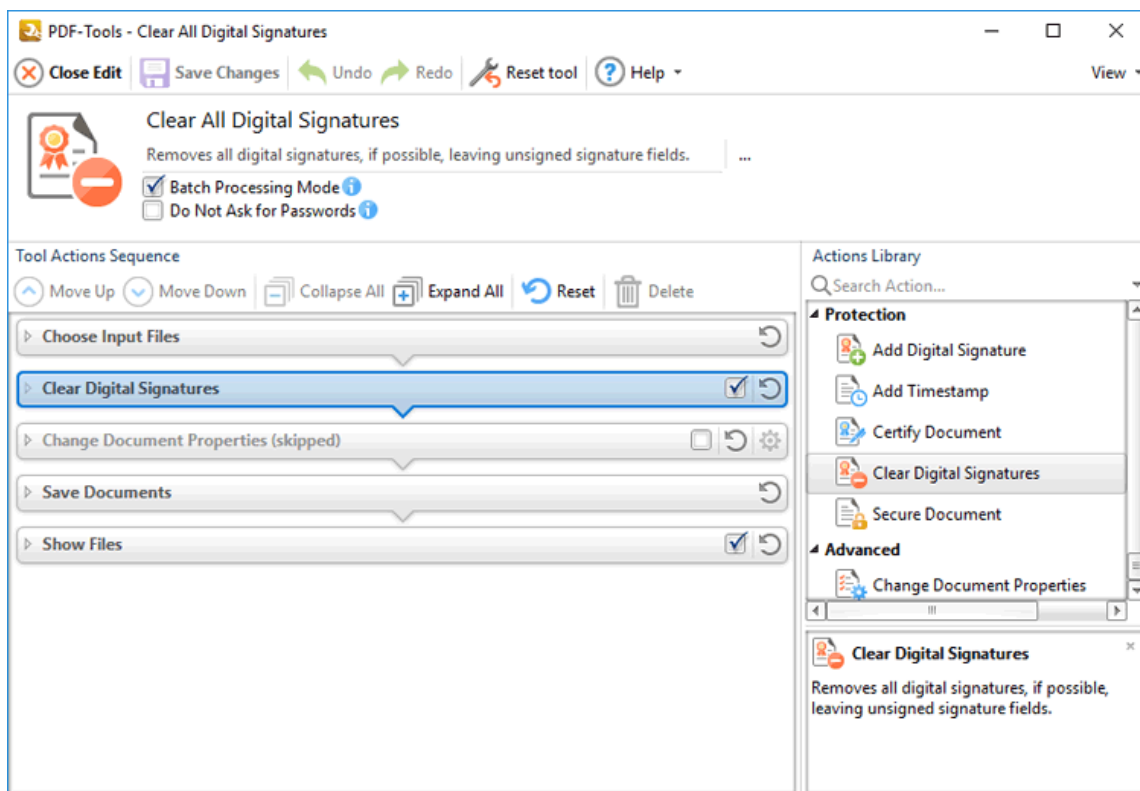 PDF-Tools - Clear All Digital Signatures
Close Edit Save Changes Undo Redo Reset tool ? Help View
Clear All Digital Signatures
Removes all digital signatures, if possible, leaving unsigned signature fields. ...
Batch Processing Mode i
Do Not Ask for Passwords i
Tool Actions Sequence
Move Up Move Down Collapse All Expand All Reset Delete
Choose Input Files
Clear Digital Signatures
Change Document Properties (skipped)
Save Documents
Show Files
Actions Library
Search Action...
Protection
Add Digital Signature
Add Timestamp
Certify Document
Clear Digital Signatures
Secure Document
Advanced
Change Document Properties
Clear Digital Signatures
Removes all digital signatures, if possible,
leaving unsigned signature fields.